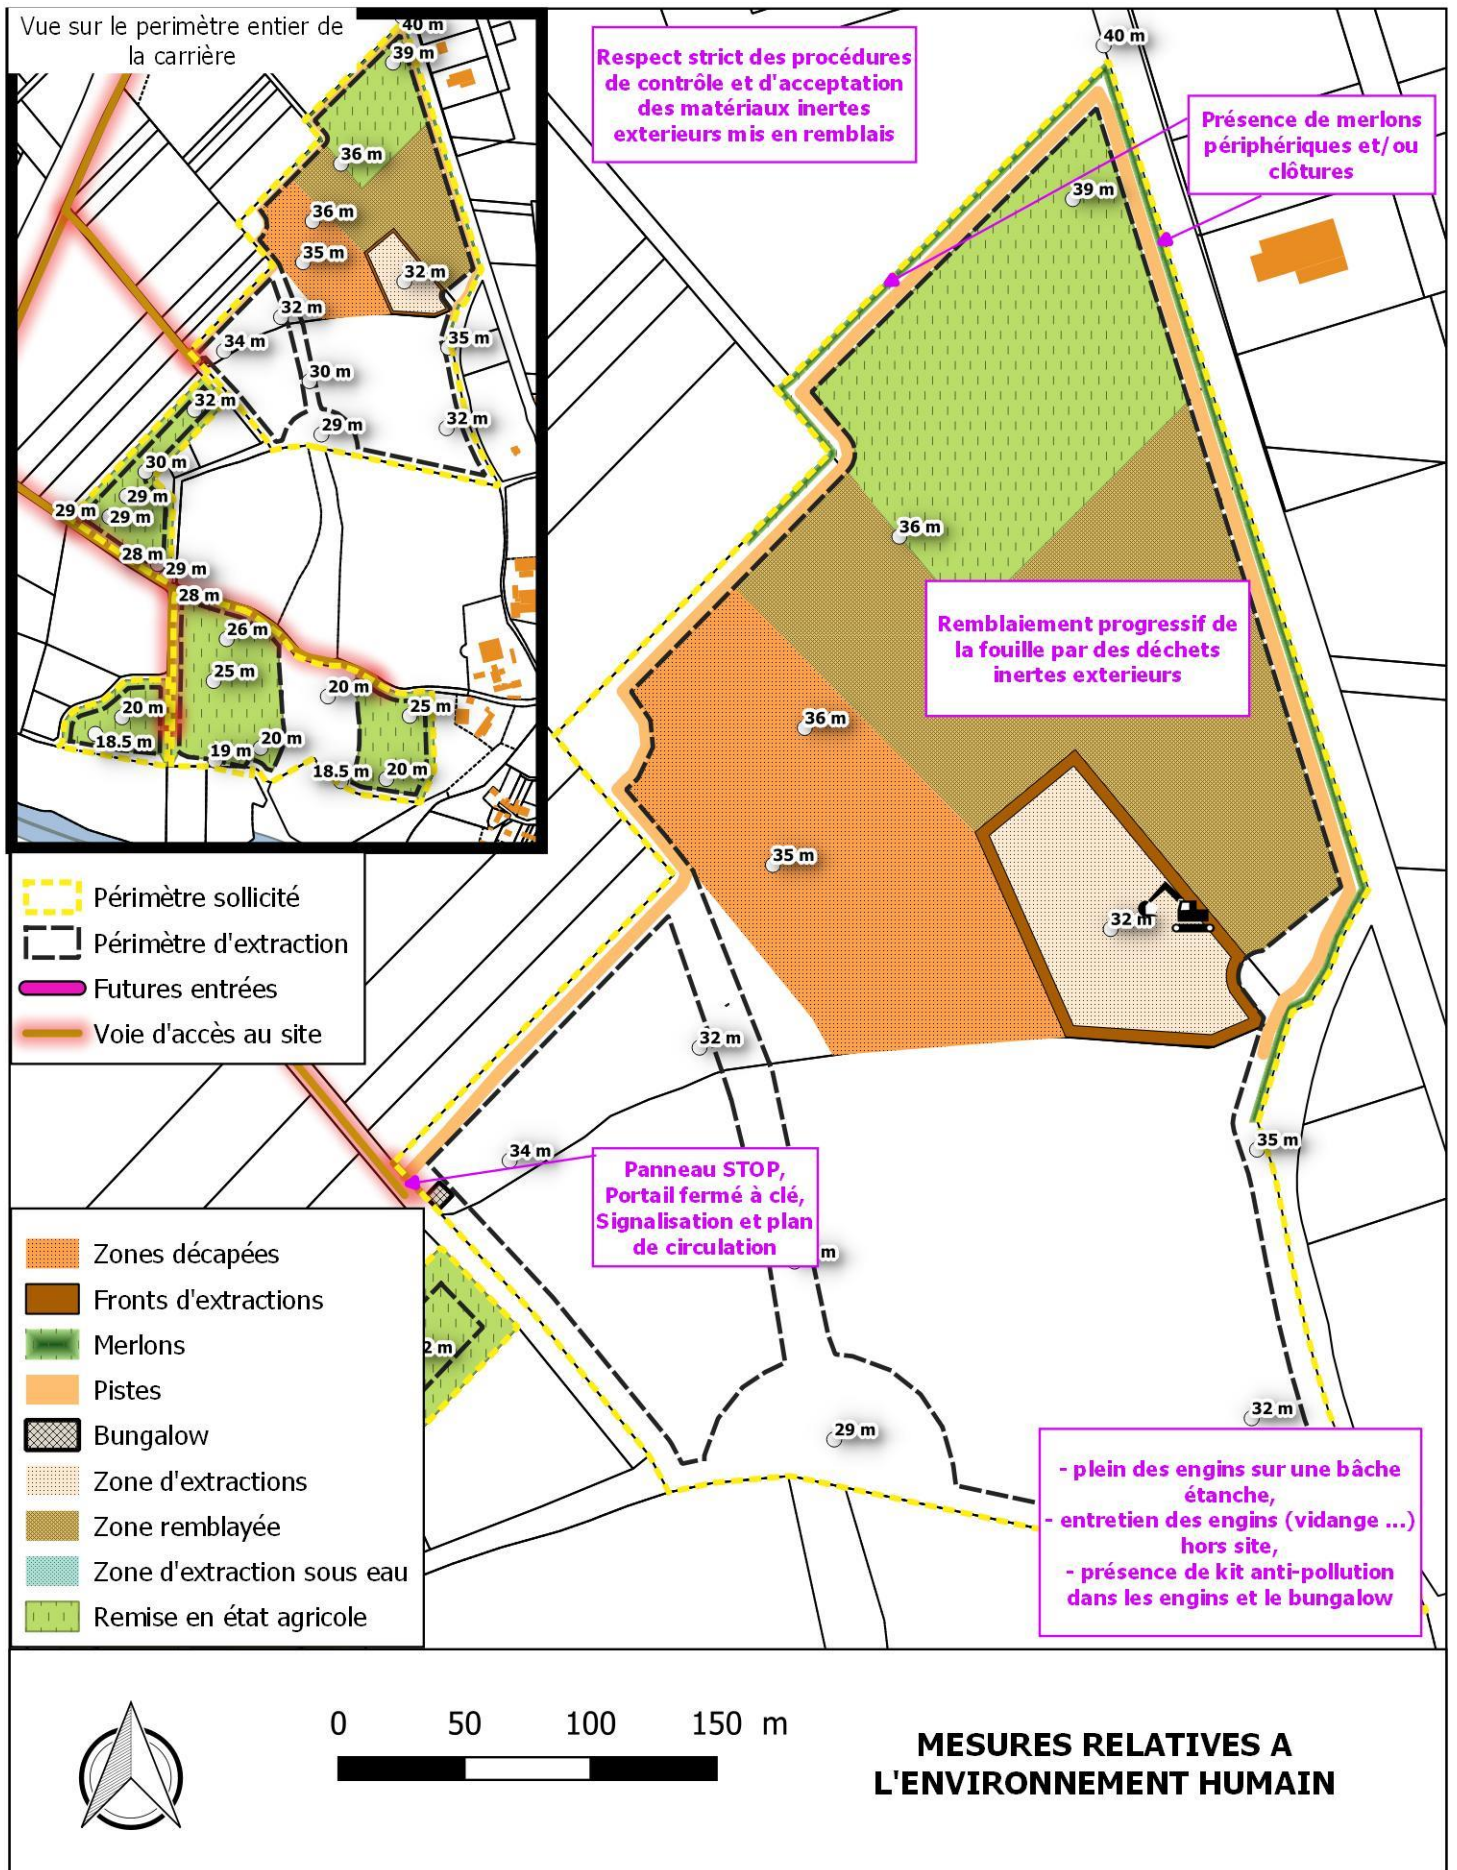 Vue sur le perimètre entier de
la carrière
40 m
39 m
36 m
36 m
35 m
32 m
32 m
34 m
35 m
30 m
32 m
29 m
32 m
30 m
29 m
29 m
29 m
28 m
29 m
28 m
26 m
25 m
20 m
20 m
25 m
18.5 m
20 m
19 m
18.5 m
20 m
Respect strict des procédures
de contrôle et d'acceptation
des matériaux inertes
exterieurs mis en remblais
40 m
Présence de merlons
périphériques et/ou
clôtures
39 m
36 m
Remblaiement progressif de
la fouille par des déchets
inertes exterieurs
36 m
35 m
32 m
32 m
34 m
35 m
Panneau STOP,
Portail fermé à clé,
Signalisation et plan
de circulation
m
2 m
29 m
32 m
- plein des engins sur une bâche
étanche,
- entretien des engins (vidange ...)
hors site,
- présence de kit anti-pollution
dans les engins et le bungalow
Périmètre sollicité
Périmètre d'extraction
Futures entrées
Voie d'accès au site
Zones décapées
Fronts d'extractions
Merlons
Pistes
Bungalow
Zone d'extractions
Zone remblayée
Zone d'extraction sous eau
Remise en état agricole
0 50 100 150 m
MESURES RELATIVES A
L'ENVIRONNEMENT HUMAIN